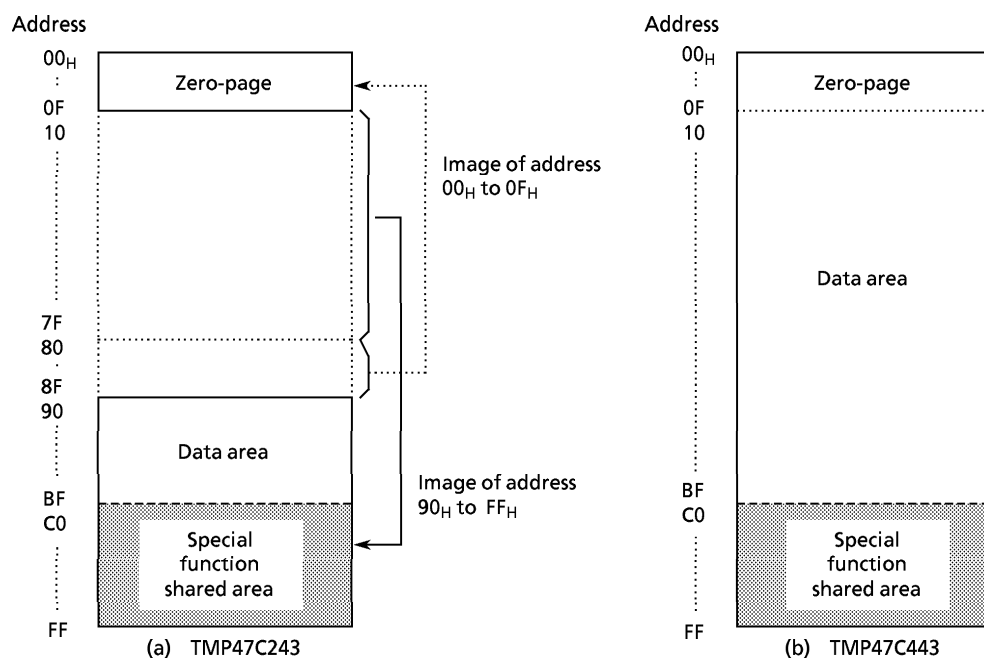 Address
00H
0F
10
7F
80
8F
90
BF
C0
FF
Zero-page
Image of address
00H to 0FH
Data area
Image of address
90H to FFH
Special
function
shared area
(a) TMP47C243
Address
00H
0F
10
BF
C0
FF
Zero-page
Data area
Special
function
shared area
(b) TMP47C443